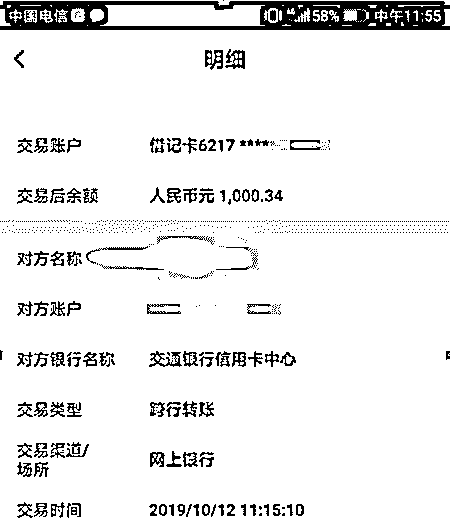 中国电信 58% 中午11:55
明细
交易账户 借记卡6217 ****
交易后余额 人民币元 1,000.34
对方名称
对方账户
对方银行名称 交通银行信用卡中心
交易类型 跨行转账
交易渠道/
场所 网上银行
交易时间 2019/10/12 11:15:10